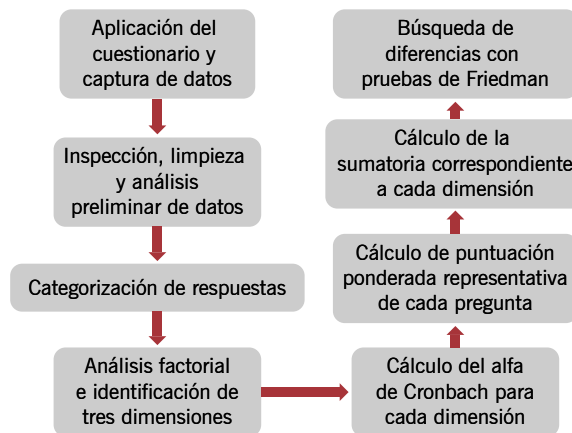 Aplicación del
cuestionario y
captura de datos
Inspección, limpieza
y análisis
preliminar de datos
Categorización de respuestas
Análisis factorial
e identificación de
tres dimensiones
Cálculo del alfa
de Cronbach para
cada dimensión
Cálculo de puntuación
ponderada representativa
de cada pregunta
Cálculo de la
sumatoria correspondiente
a cada dimensión
Búsqueda de
diferencias con
pruebas de Friedman